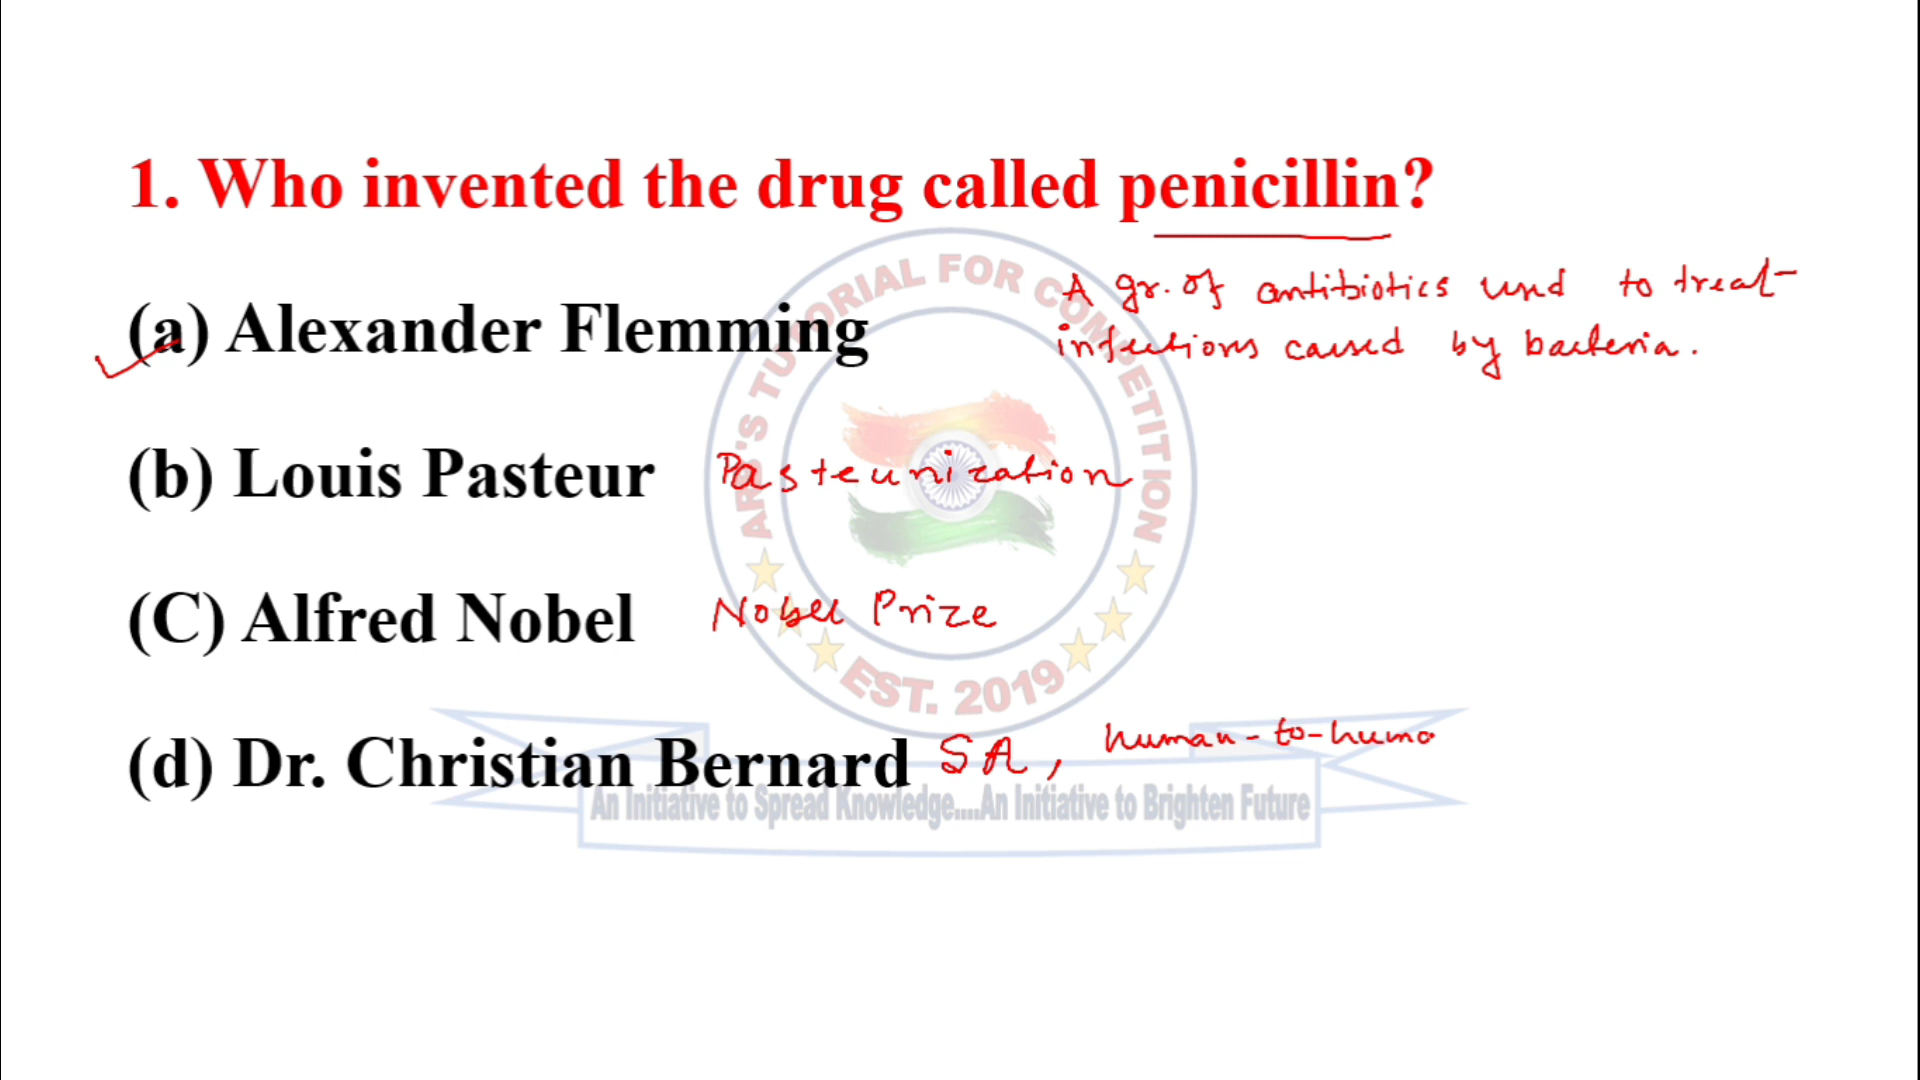 1. Who invented the drug called penicillin?
A gr. of antibiotics used to treat
(a) Alexander Flemming
infections caused by bacteria.
(b) Louis Pasteur Pasteurization
(C) Alfred Nobel Nobel Prize
(d) Dr. Christian Bernard SA, human-to-huma
ARP'S TUTORIAL FOR COMPETITION
EST. 2019
An Initiative to Spread Knowledge....An Initiative to Brighten Future